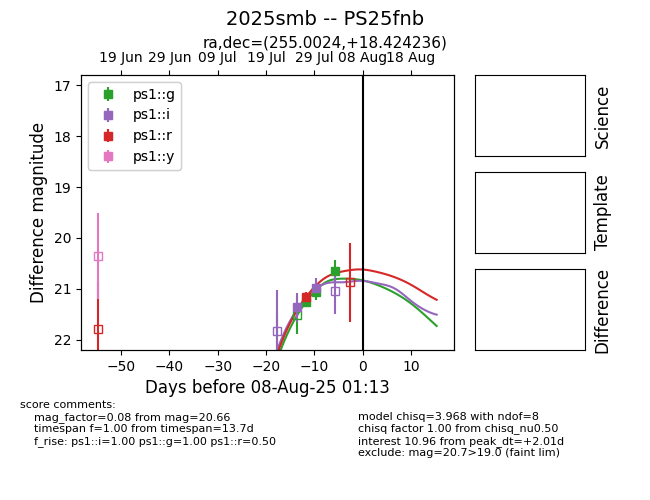 2025smb -- PS25fnb
ra,dec=(255.0024,+18.424236)
19 Jun 29 Jun 09 Jul 19 Jul 29 Jul 08 Aug 18 Aug
ps1::g
ps1::i
ps1::r
ps1::y
17
18
19
20
21
22
Difference magnitude
−50 −40 −30 −20 −10 0 10
Days before 08-Aug-25 01:13
Science
Template
Difference
score comments:
mag_factor=0.08 from mag=20.66
timespan f=1.00 from timespan=13.7d
f_rise: ps1::i=1.00 ps1::g=1.00 ps1::r=0.50
model chisq=3.968 with ndof=8
chisq factor 1.00 from chisq_nu0.50
interest 10.96 from peak_dt=+2.01d
exclude: mag=20.7>19.0 (faint lim)